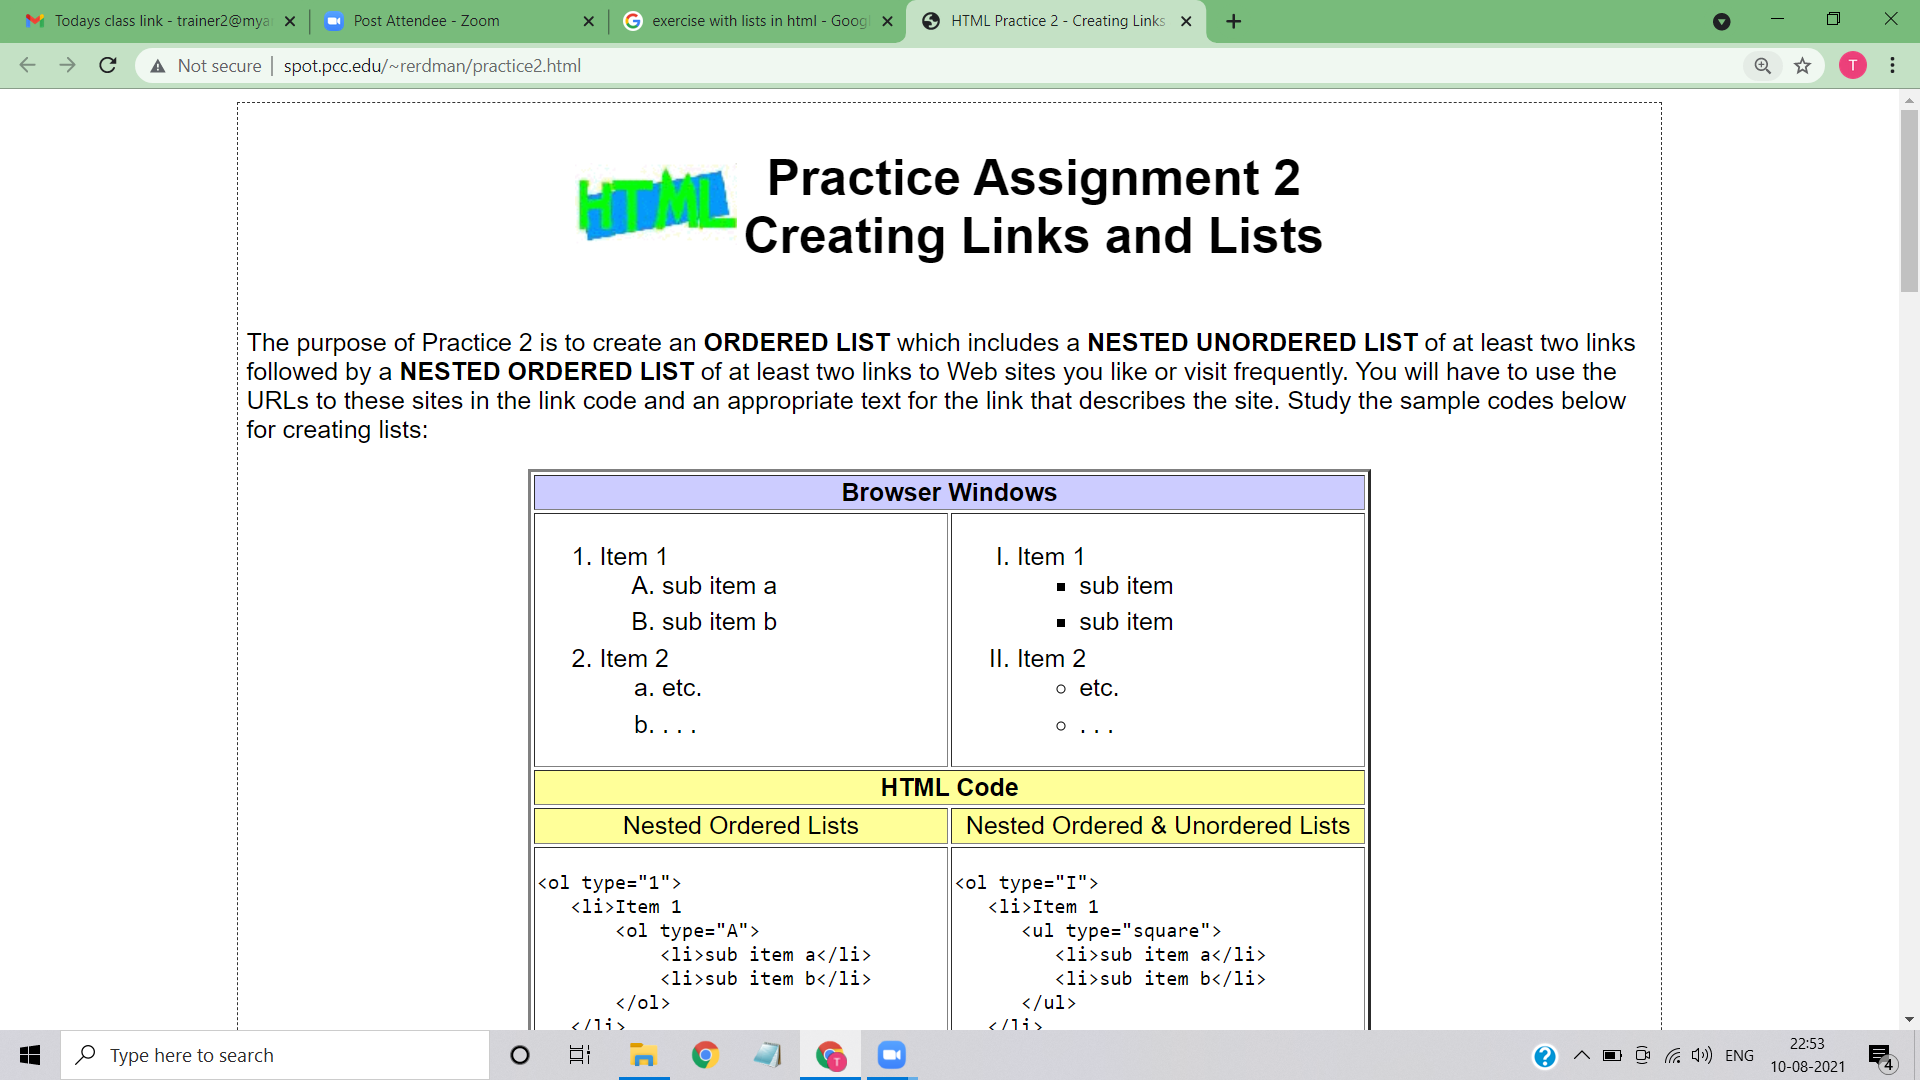 Todays class link - trainer2@mya
Post Attendee - Zoom
exercise with lists in html - Goog
HTML Practice 2 - Creating Links
Not secure
spot.pcc.edu/~rerdman/practice2.html
T
HTML
Practice Assignment 2
Creating Links and Lists
The purpose of Practice 2 is to create an ORDERED LIST which includes a NESTED UNORDERED LIST of at least two links
followed by a NESTED ORDERED LIST of at least two links to Web sites you like or visit frequently. You will have to use the
URLs to these sites in the link code and an appropriate text for the link that describes the site. Study the sample codes below
for creating lists:
Browser Windows
1. Item 1
A. sub item a
B. sub item b
2. Item 2
a. etc.
b. . . .
I. Item 1
▪ sub item
▪ sub item
II. Item 2
○ etc.
○ . . .
HTML Code
Nested Ordered Lists
Nested Ordered & Unordered Lists
<ol type="1">
<li>Item 1
<ol type="A">
<li>sub item a</li>
<li>sub item b</li>
</ol>
</li>
<ol type="I">
<li>Item 1
<ul type="square">
<li>sub item a</li>
<li>sub item b</li>
</ul>
</li>
Type here to search
T
ENG
22:53
10-08-2021
4